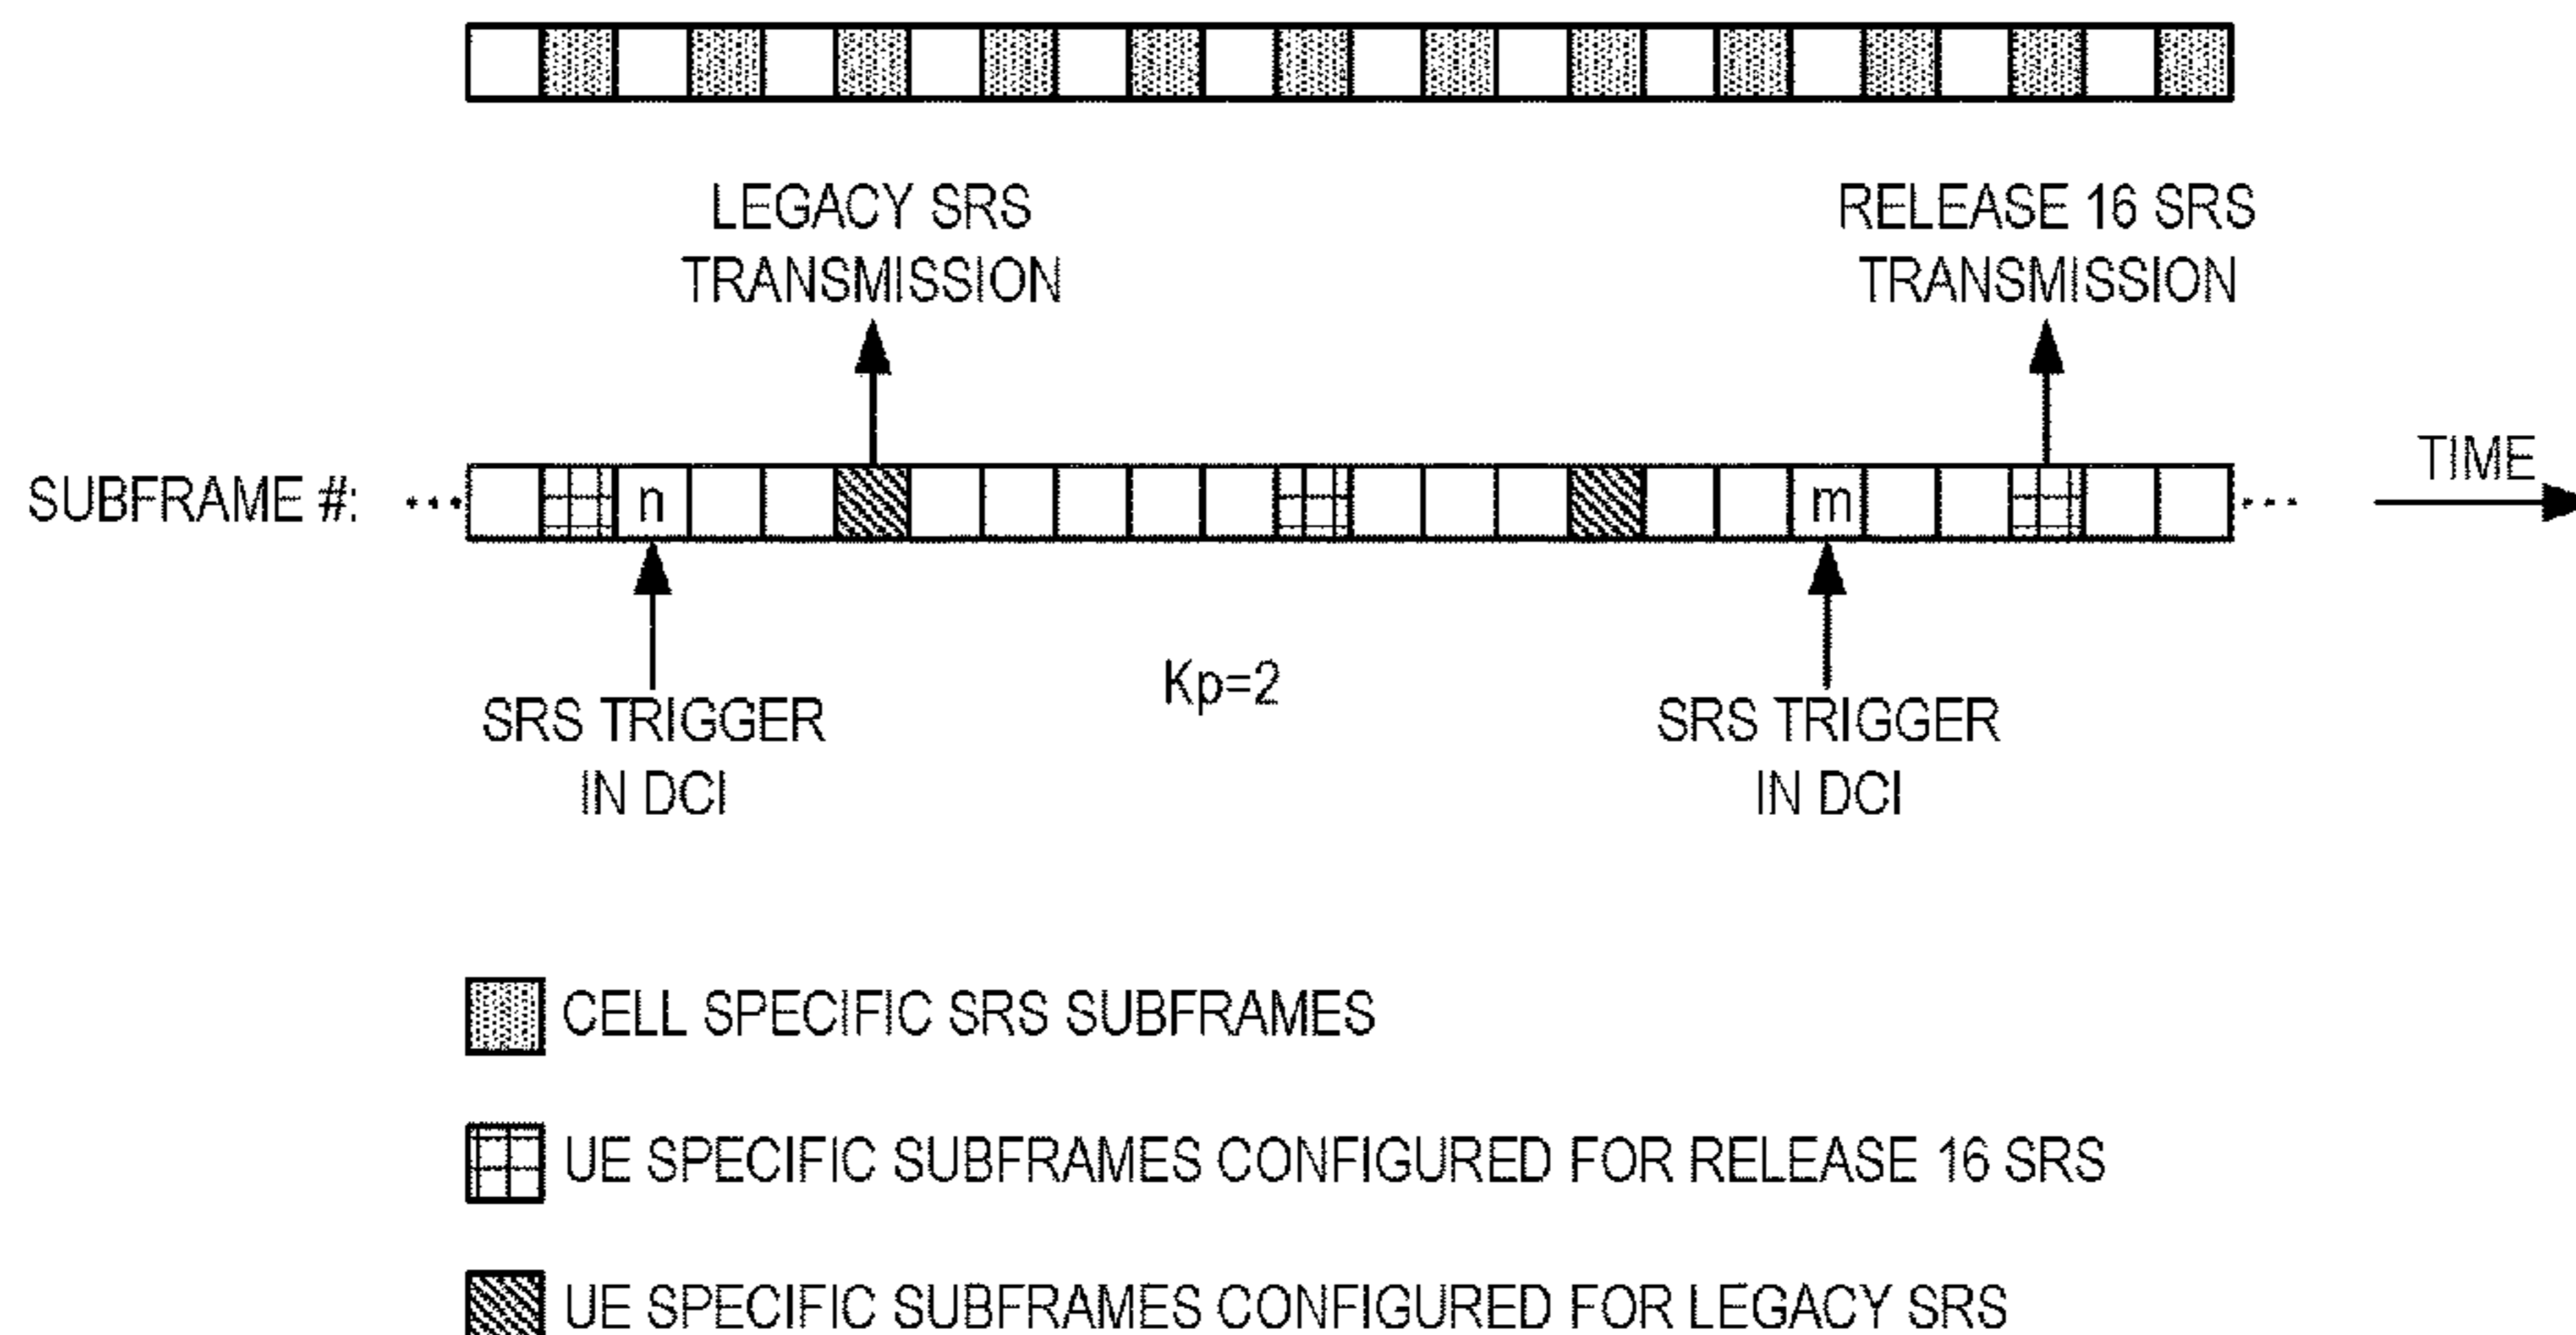 LEGACY SRS
TRANSMISSION
RELEASE 16 SRS
TRANSMISSION
SUBFRAME #: ... n m ... TIME
SRS TRIGGER
IN DCI
Kp=2
SRS TRIGGER
IN DCI
CELL SPECIFIC SRS SUBFRAMES
UE SPECIFIC SUBFRAMES CONFIGURED FOR RELEASE 16 SRS
UE SPECIFIC SUBFRAMES CONFIGURED FOR LEGACY SRS